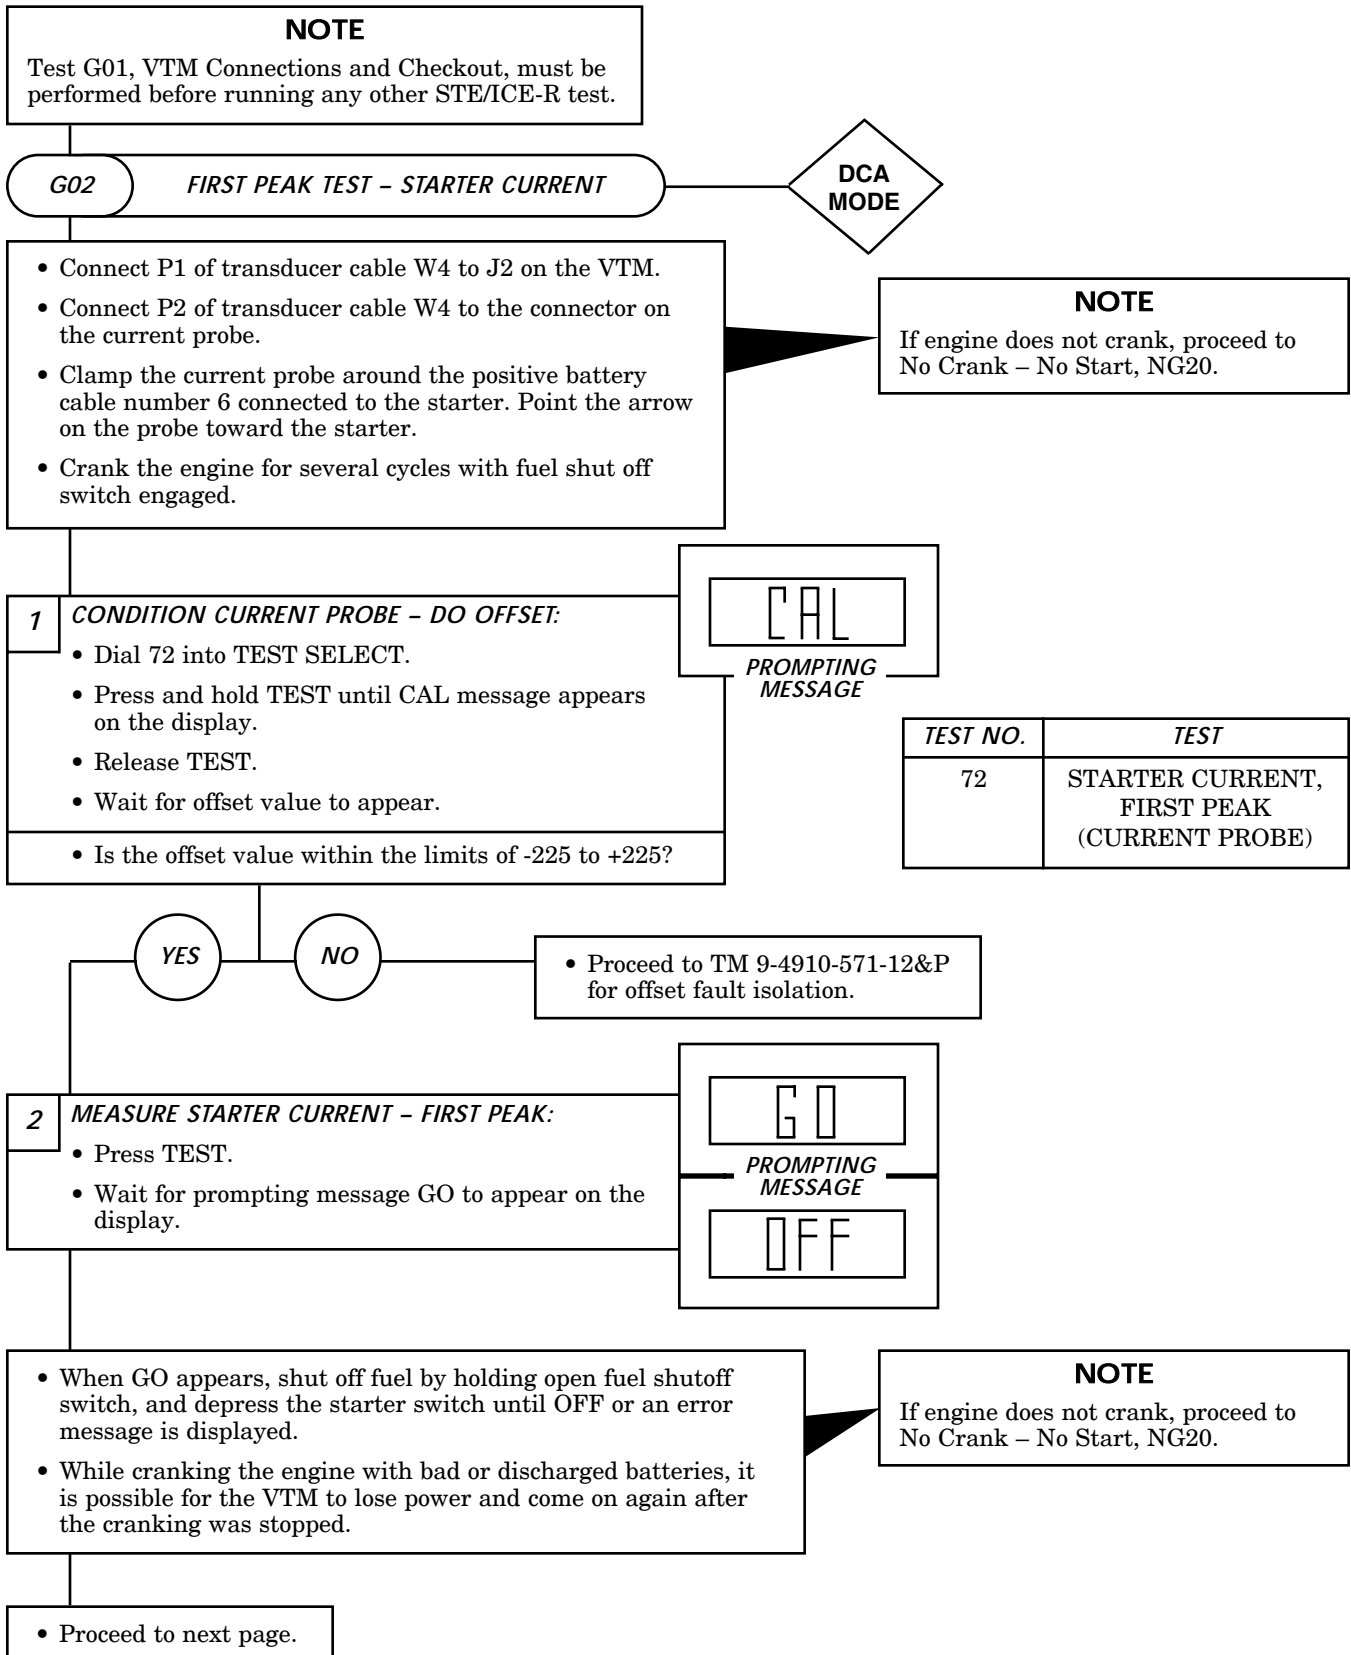 NOTE
Test G01, VTM Connections and Checkout, must be
performed before running any other STE/ICE-R test.
G02
FIRST PEAK TEST – STARTER CURRENT
DCA
MODE
• Connect P1 of transducer cable W4 to J2 on the VTM.
• Connect P2 of transducer cable W4 to the connector on
the current probe.
• Clamp the current probe around the positive battery
cable number 6 connected to the starter. Point the arrow
on the probe toward the starter.
• Crank the engine for several cycles with fuel shut off
switch engaged.
NOTE
If engine does not crank, proceed to
No Crank – No Start, NG20.
1
CONDITION CURRENT PROBE – DO OFFSET:
• Dial 72 into TEST SELECT.
• Press and hold TEST until CAL message appears
on the display.
• Release TEST.
• Wait for offset value to appear.
• Is the offset value within the limits of -225 to +225?
CAL
PROMPTING
MESSAGE
TEST NO.
TEST
72
STARTER CURRENT,
FIRST PEAK
(CURRENT PROBE)
YES
NO
• Proceed to TM 9-4910-571-12&P
for offset fault isolation.
2
MEASURE STARTER CURRENT – FIRST PEAK:
• Press TEST.
• Wait for prompting message GO to appear on the
display.
GO
PROMPTING
MESSAGE
OFF
• When GO appears, shut off fuel by holding open fuel shutoff
switch, and depress the starter switch until OFF or an error
message is displayed.
• While cranking the engine with bad or discharged batteries, it
is possible for the VTM to lose power and come on again after
the cranking was stopped.
NOTE
If engine does not crank, proceed to
No Crank – No Start, NG20.
• Proceed to next page.